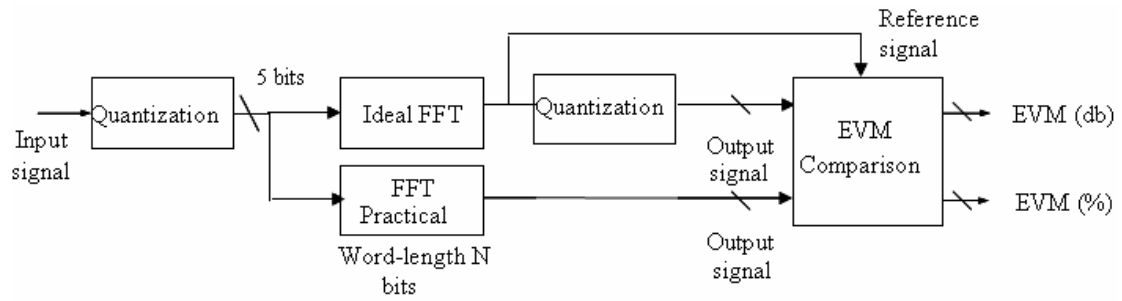 Reference
signal
5 bits
Quantization
Ideal FFT
Quantization
EVM
Comparison
EVM (db)
Input
signal
Output
signal
FFT
Practical
EVM (%)
Word-length N
bits
Output
signal